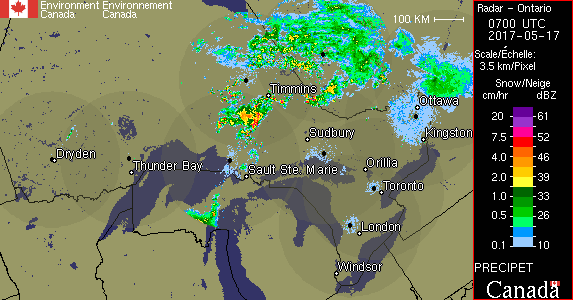 Environment Environnement
Canada Canada
100 KM
Timmins
Ottawa
Sudbury
Kingston
Dryden
Thunder Bay
Sault Ste. Marie
Orillia
Toronto
London
Windsor
Radar - Ontario
0700 UTC
2017-05-17
Scale/Échelle:
3.5 km/Pixel
Snow/Neige
cm/hr dBZ
20 61
7.5 52
4.0 46
2.0 39
1.0 33
0.5 26
0.1 10
PRECIPET
Canada